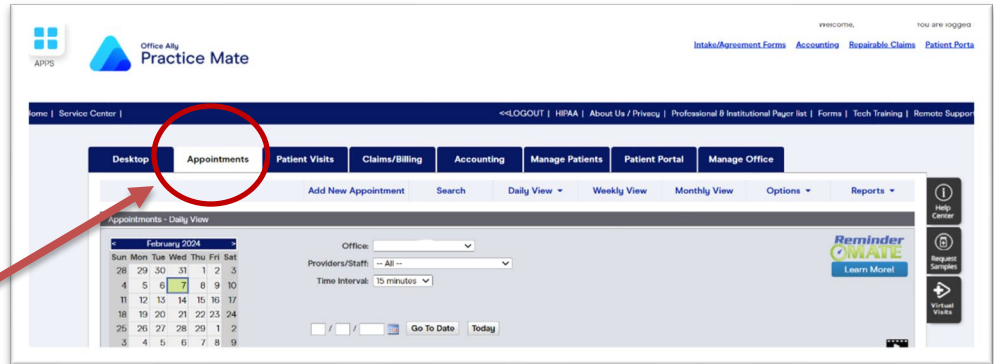 Welcome, You are logged
Office Ally
Practice Mate
APPS
Intake/Agreement Forms Accounting Repairable Claims Patient Porta
Home | Service Center | <<LOGOUT | HIPAA | About Us / Privacy | Professional & Institutional Payer list | Forms | Tech Training | Remote Support
Desktop Appointments Patient Visits Claims/Billing Accounting Manage Patients Patient Portal Manage Office
Add New Appointment Search Daily View Weekly View Monthly View Options Reports
Appointments - Daily View
Help
Center
< February 2024 >
Sun Mon Tue Wed Thu Fri Sat
28 29 30 31 1 2 3
4 5 6 7 8 9 10
11 12 13 14 15 16 17
18 19 20 21 22 23 24
25 26 27 28 29 1 2
3 4 5 6 7 8 9
Office:
Providers/Staff: -- All --
Time Interval: 15 minutes
/ / Go To Date Today
Reminder
MATE
Learn More!
Request
Samples
Virtual
Visits